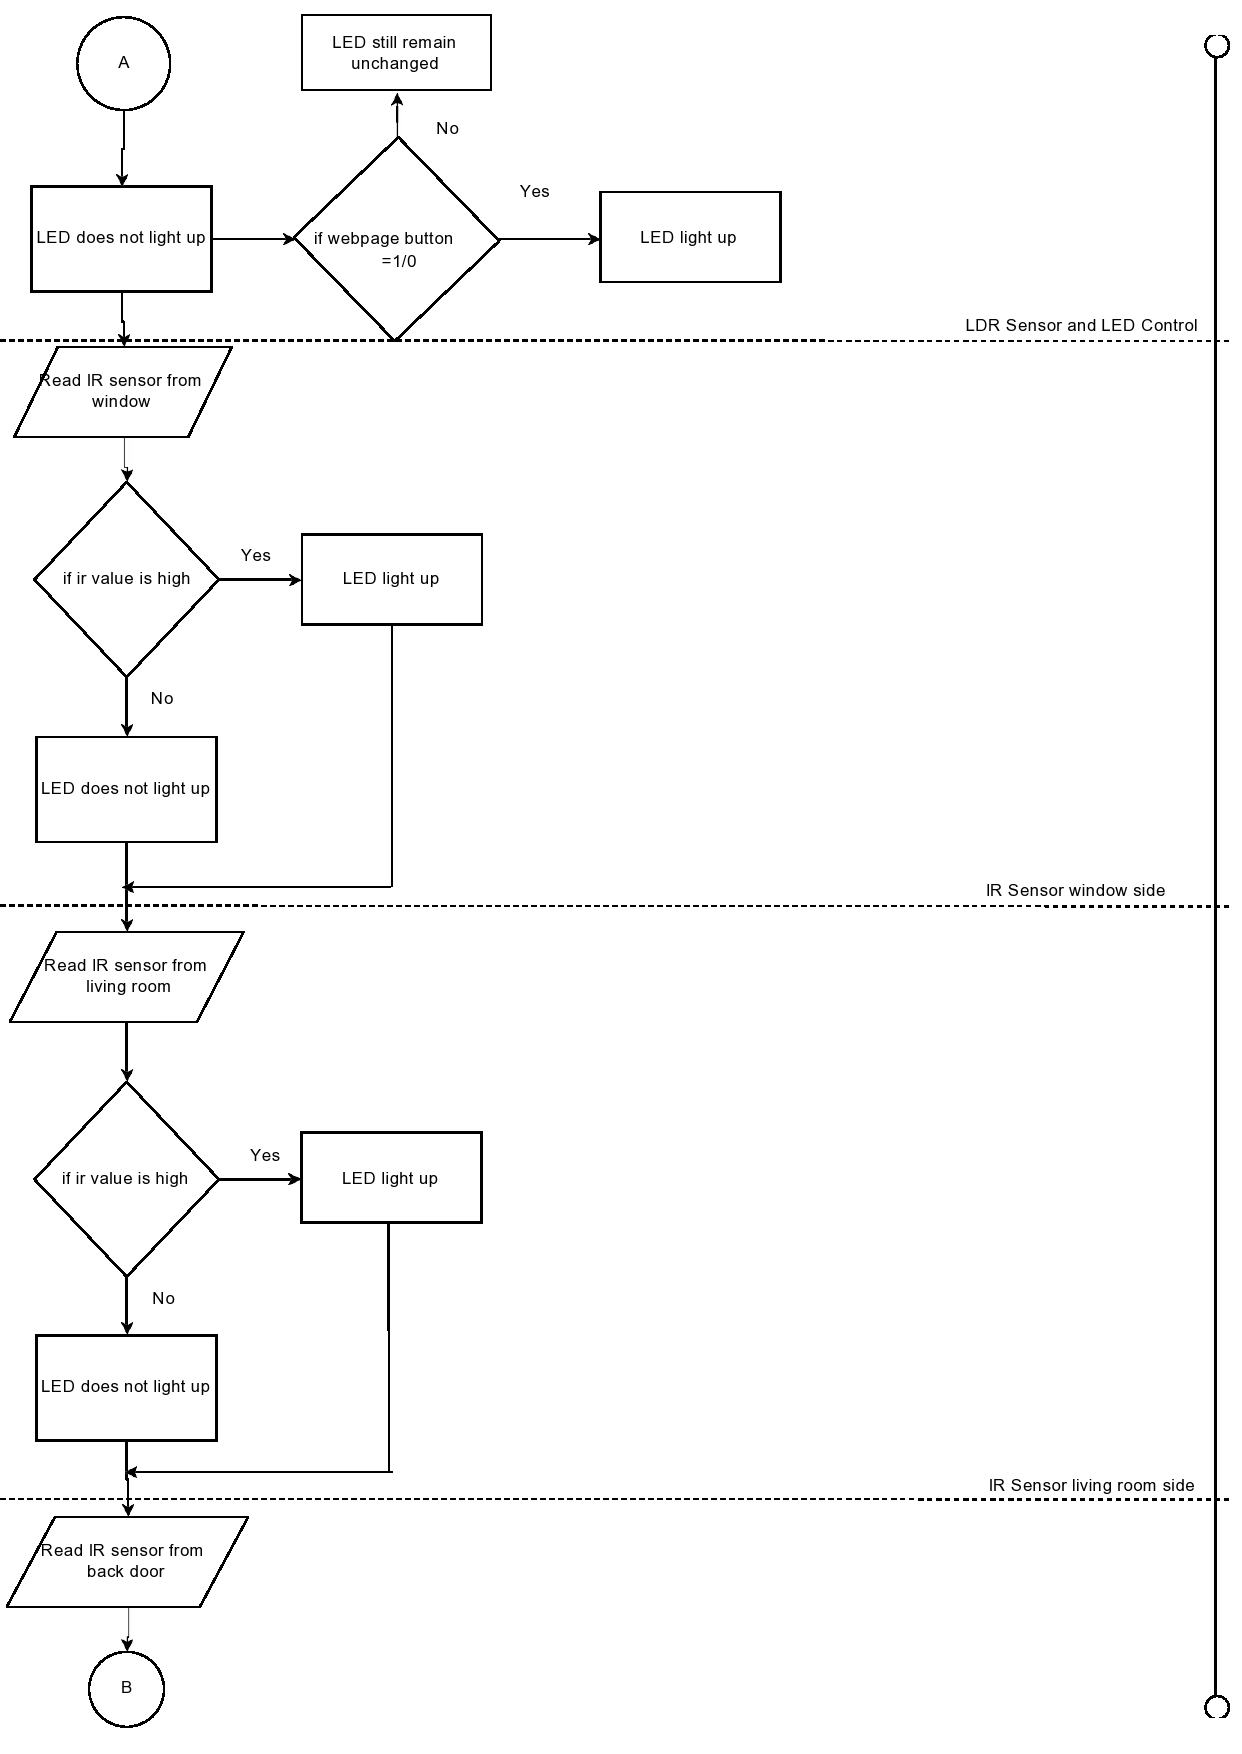 A
LED still remain
unchanged
No
Yes
LED does not light up
if webpage button
=1/0
LED light up
LDR Sensor and LED Control
Read IR sensor from
window
Yes
if ir value is high
LED light up
No
LED does not light up
IR Sensor window side
Read IR sensor from
living room
Yes
if ir value is high
LED light up
No
LED does not light up
IR Sensor living room side
Read IR sensor from
back door
B